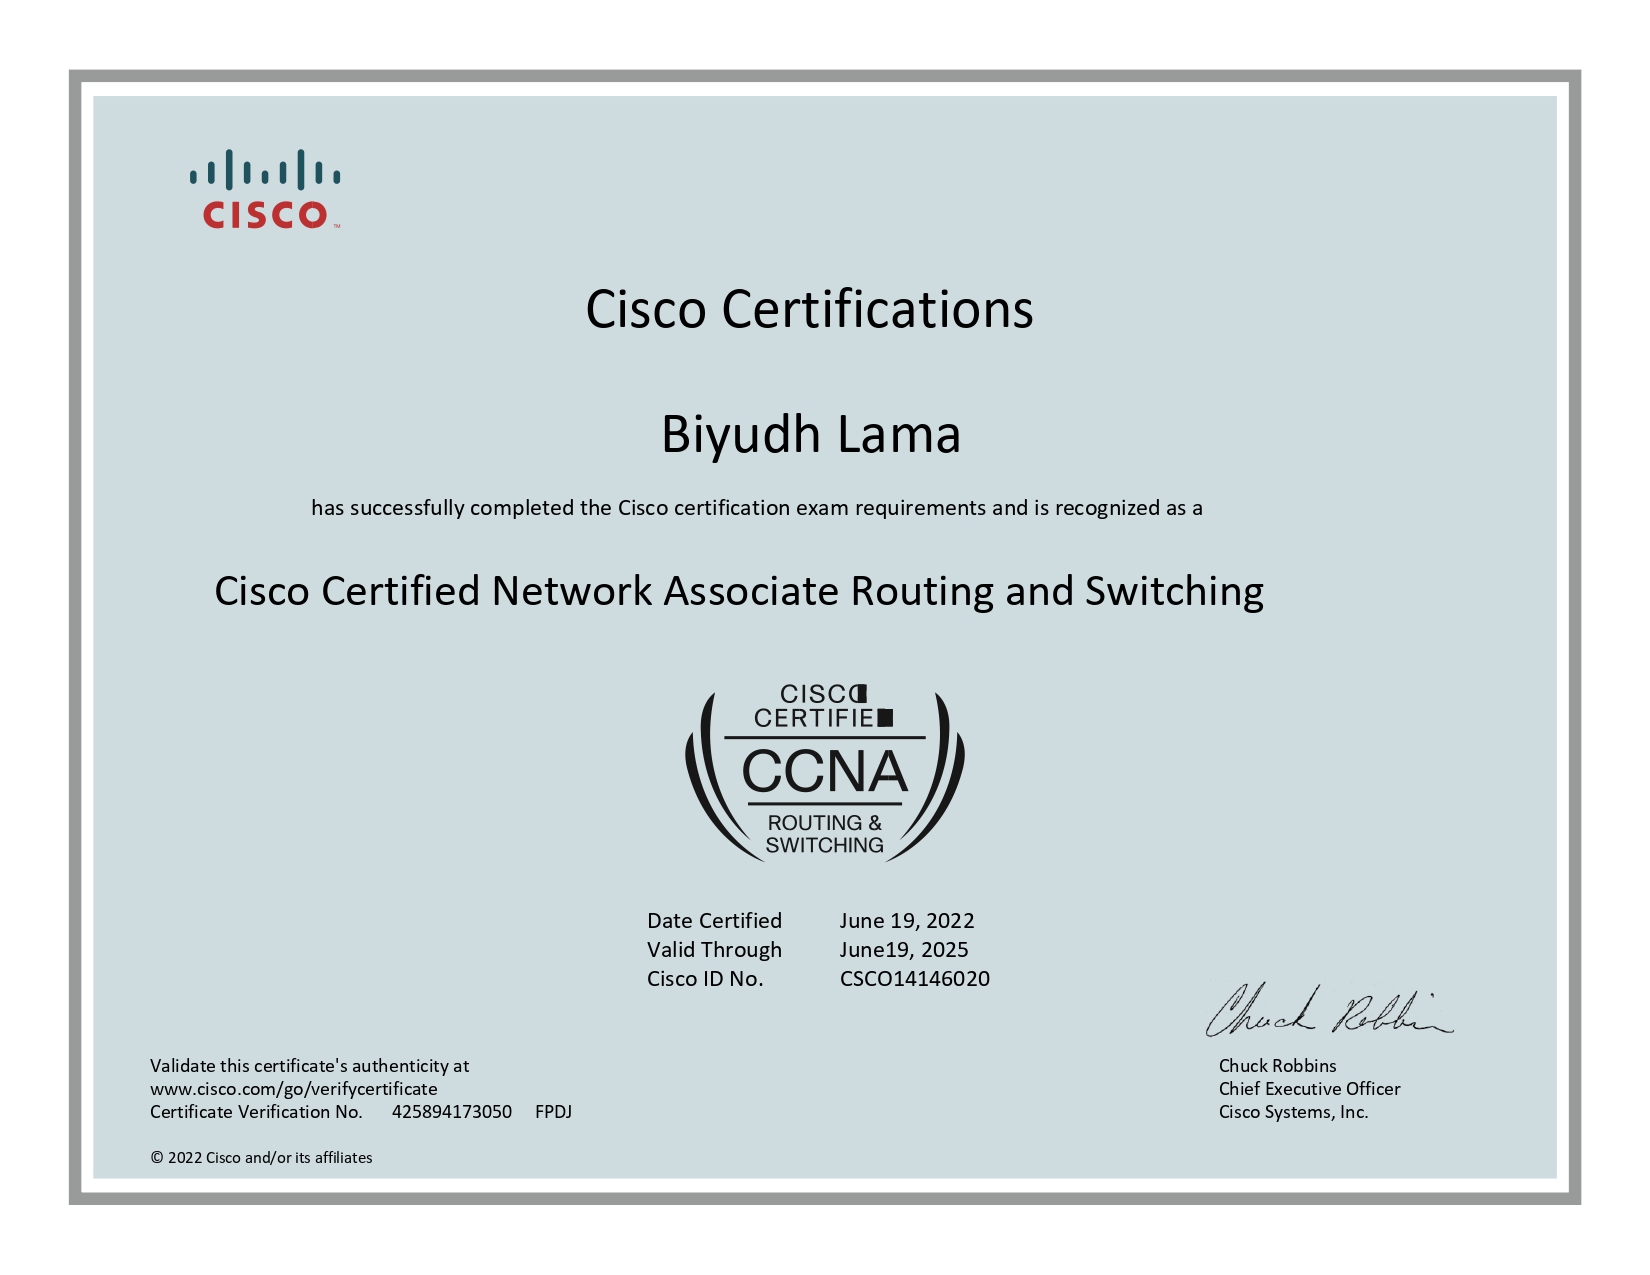 CISCO™
Cisco Certifications
Biyudh Lama
has successfully completed the Cisco certification exam requirements and is recognized as a
Cisco Certified Network Associate Routing and Switching
CISCO
CERTIFIE
CCNA
ROUTING &
SWITCHING
Date Certified June 19, 2022
Valid Through June19, 2025
Cisco ID No. CSCO14146020
Chuck Robbins
Validate this certificate's authenticity at
www.cisco.com/go/verifycertificate
Certificate Verification No. 425894173050 FPDJ
© 2022 Cisco and/or its affiliates
Chuck Robbins
Chief Executive Officer
Cisco Systems, Inc.